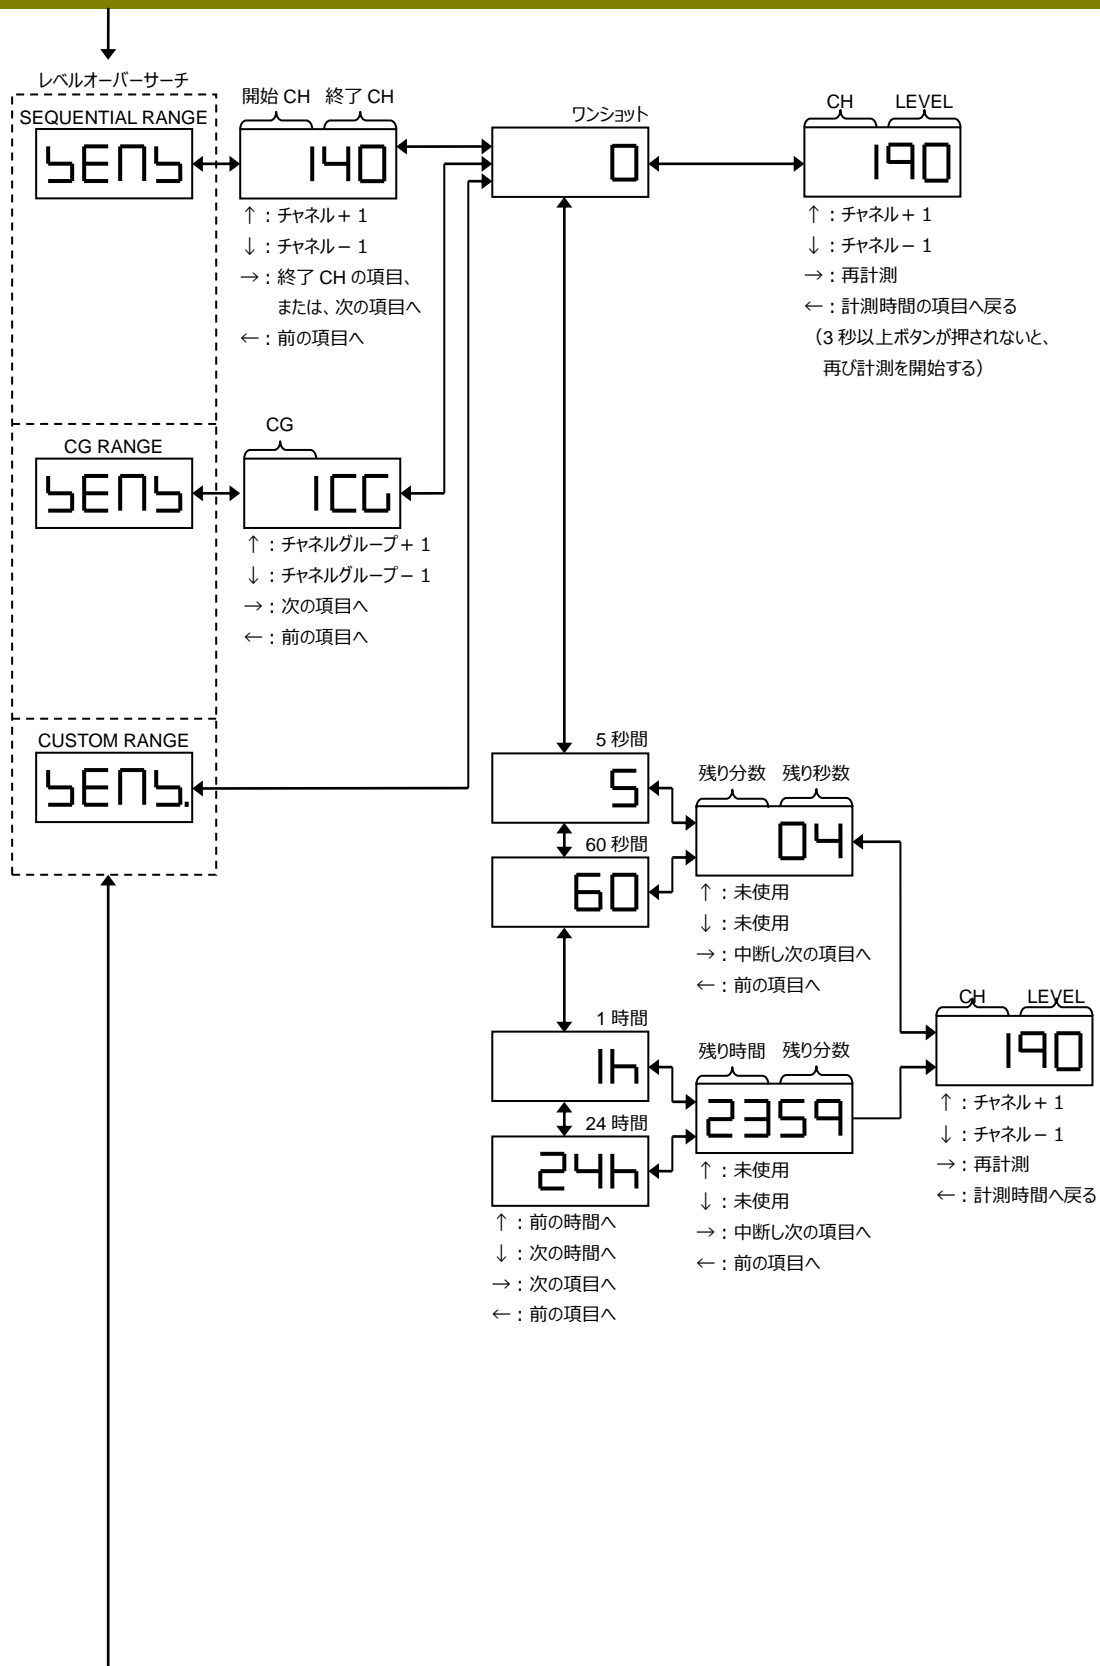 レベルオーバーサーチ
SEQUENTIAL RANGE
SENS
開始 CH 終了 CH
140
↑：チャネル＋ 1
↓：チャネル－ 1
→：終了 CH の項目、
または、次の項目へ
←：前の項目へ
ワンショット
0
CH LEVEL
190
↑：チャネル＋ 1
↓：チャネル－ 1
→：再計測
←：計測時間の項目へ戻る
（3 秒以上ボタンが押されないと、
再び計測を開始する）
CG RANGE
SENS
CG
1CG
↑：チャネルグループ＋ 1
↓：チャネルグループ－ 1
→：次の項目へ
←：前の項目へ
CUSTOM RANGE
SENS.
5 秒間
5
60 秒間
60
残り分数 残り秒数
04
↑：未使用
↓：未使用
→：中断し次の項目へ
←：前の項目へ
1 時間
1h
24 時間
24h
↑：前の時間へ
↓：次の時間へ
→：次の項目へ
←：前の項目へ
残り時間 残り分数
2359
↑：未使用
↓：未使用
→：中断し次の項目へ
←：前の項目へ
CH LEVEL
190
↑：チャネル＋ 1
↓：チャネル－ 1
→：再計測
←：計測時間へ戻る